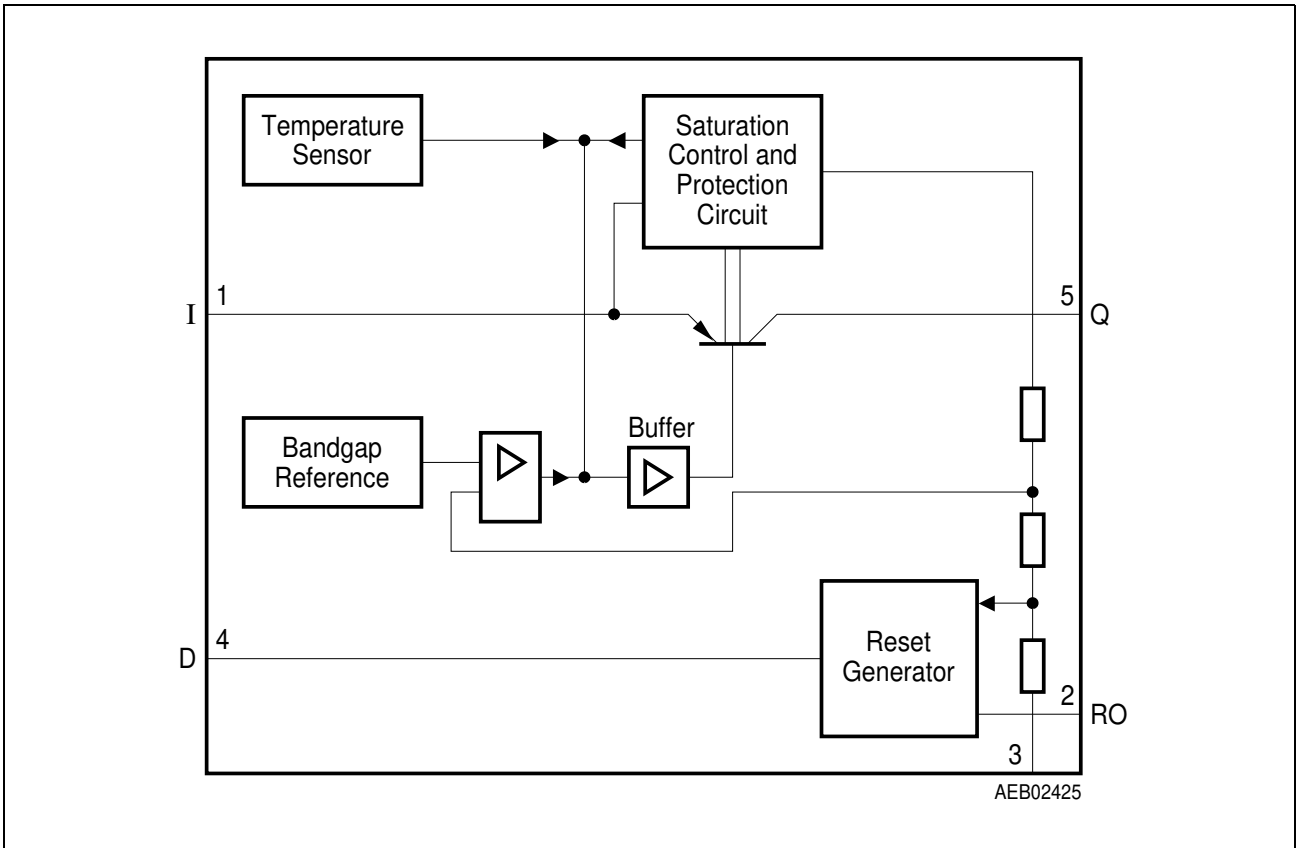 Temperature
Sensor
Saturation
Control and
Protection
Circuit
1
I
5
Q
Bandgap
Reference
Buffer
4
D
Reset
Generator
2
RO
3
AEB02425